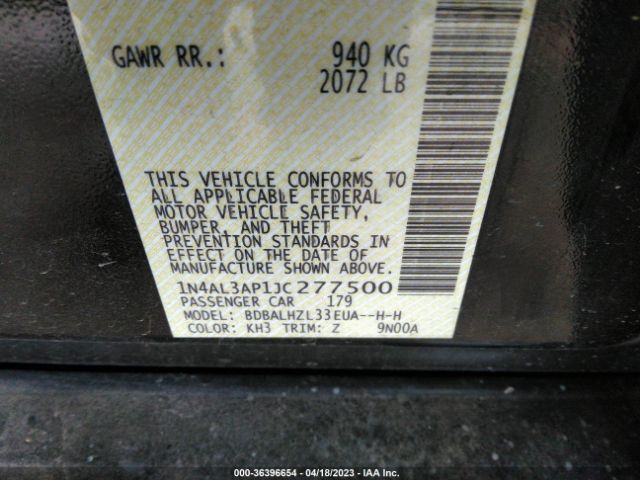 GAWR RR.: 940 KG
2072 LB
THIS VEHICLE CONFORMS TO
ALL APPLICABLE FEDERAL
MOTOR VEHICLE SAFETY,
BUMPER, AND THEFT
PREVENTION STANDARDS IN
EFFECT ON THE DATE OF
MANUFACTURE SHOWN ABOVE.
1N4AL3AP1JC277500
PASSENGER CAR 179
MODEL: BDBALHZL33EUA--H-H
COLOR: KH3 TRIM: Z 9N00A
000-36396654 / 04/18/2023 / IAA Inc.